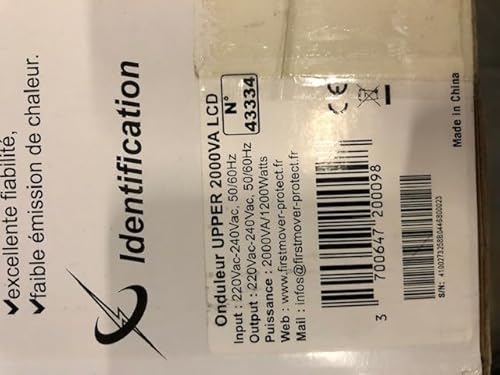 excellente fiabilité,
faible émission de chaleur.
Identification
Onduleur UPPER 2000VA LCD
N°
43334
Input : 220Vac-240Vac, 50/60Hz
Output : 220Vac-240Vac. 50/60Hz
Puissance : 2000VA/1200Watts
Web : www.firstmover-protect.fr
Mail : infos@firstmover-protect.fr
CE
3 700647 200098
Made in China
S/N: